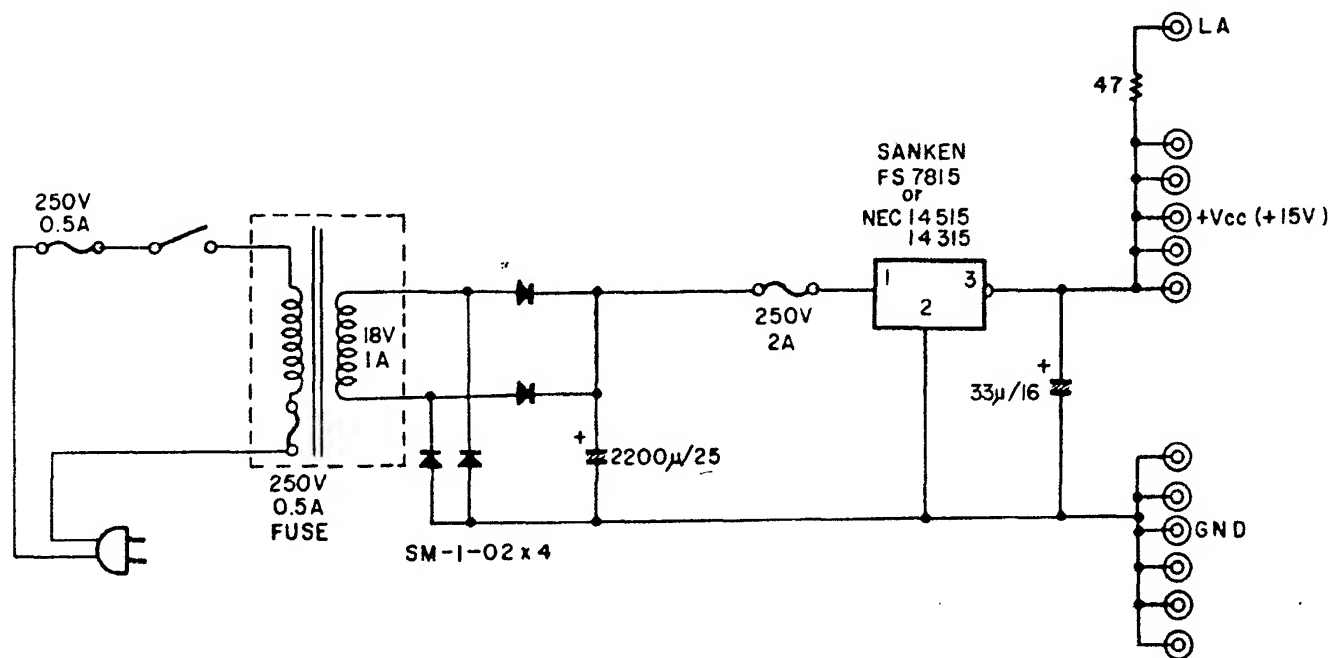 LA
47
SANKEN
FS 7815
or
NEC 14515
14315
+Vcc (+15V)
250V
0.5A
18V
1A
1
3
2
250V
2A
+
33μ/16
+
2200μ/25
250V
0.5A
FUSE
SM-1-02 x 4
GND